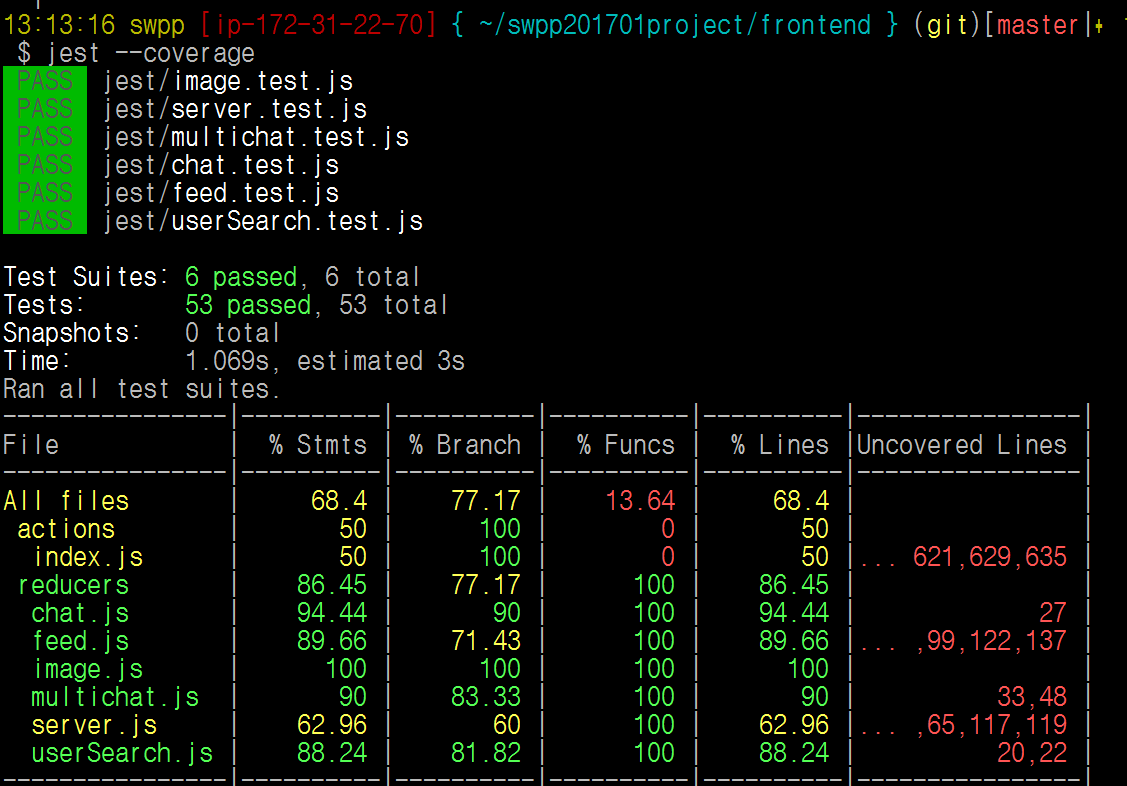 13:13:16 swpp [ip-172-31-22-70] { ~/swpp201701project/frontend } (git)[master|
$ jest --coverage
PASS jest/image.test.js
PASS jest/server.test.js
PASS jest/multichat.test.js
PASS jest/chat.test.js
PASS jest/feed.test.js
PASS jest/userSearch.test.js
Test Suites: 6 passed, 6 total
Tests: 53 passed, 53 total
Snapshots: 0 total
Time: 1.069s, estimated 3s
Ran all test suites.
----------------|----------|----------|----------|----------|----------------|
File | % Stmts | % Branch | % Funcs | % Lines |Uncovered Lines |
----------------|----------|----------|----------|----------|----------------|
All files | 68.4 | 77.17 | 13.64 | 68.4 | |
actions | 50 | 100 | 0 | 50 | |
index.js | 50 | 100 | 0 | 50 |... 621,629,635 |
reducers | 86.45 | 77.17 | 100 | 86.45 | |
chat.js | 94.44 | 90 | 100 | 94.44 | 27 |
feed.js | 89.66 | 71.43 | 100 | 89.66 |... ,99,122,137 |
image.js | 100 | 100 | 100 | 100 | |
multichat.js | 90 | 83.33 | 100 | 90 | 33,48 |
server.js | 62.96 | 60 | 100 | 62.96 |... ,65,117,119 |
userSearch.js | 88.24 | 81.82 | 100 | 88.24 | 20,22 |
----------------|----------|----------|----------|----------|----------------|